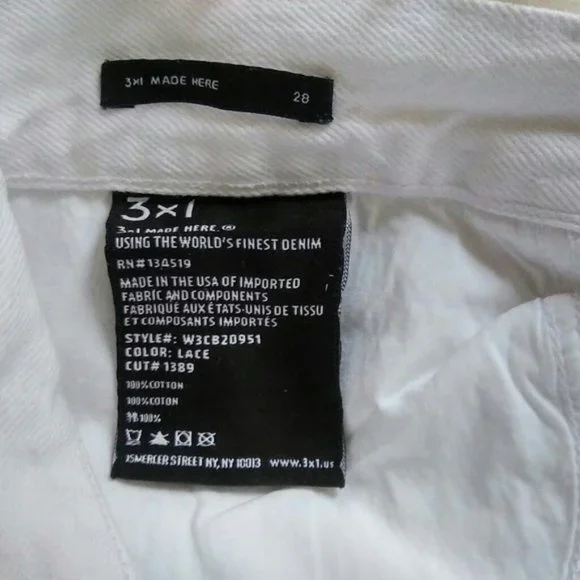 3x1 MADE HERE
28
3x1
3x1 MADE HERE.®
USING THE WORLD'S FINEST DENIM
RN#134519
MADE IN THE USA OF IMPORTED
FABRIC AND COMPONENTS
FABRIQUÉ AUX ÉTATS-UNIS DE TISSU
ET COMPOSANTS IMPORTÉS
STYLE#: W3CB20951
COLOR: LACE
CUT# 1389
100%COTTON
100%COTON
棉100%
15MERCER STREET NY, NY 10013 WWW.3x1.us